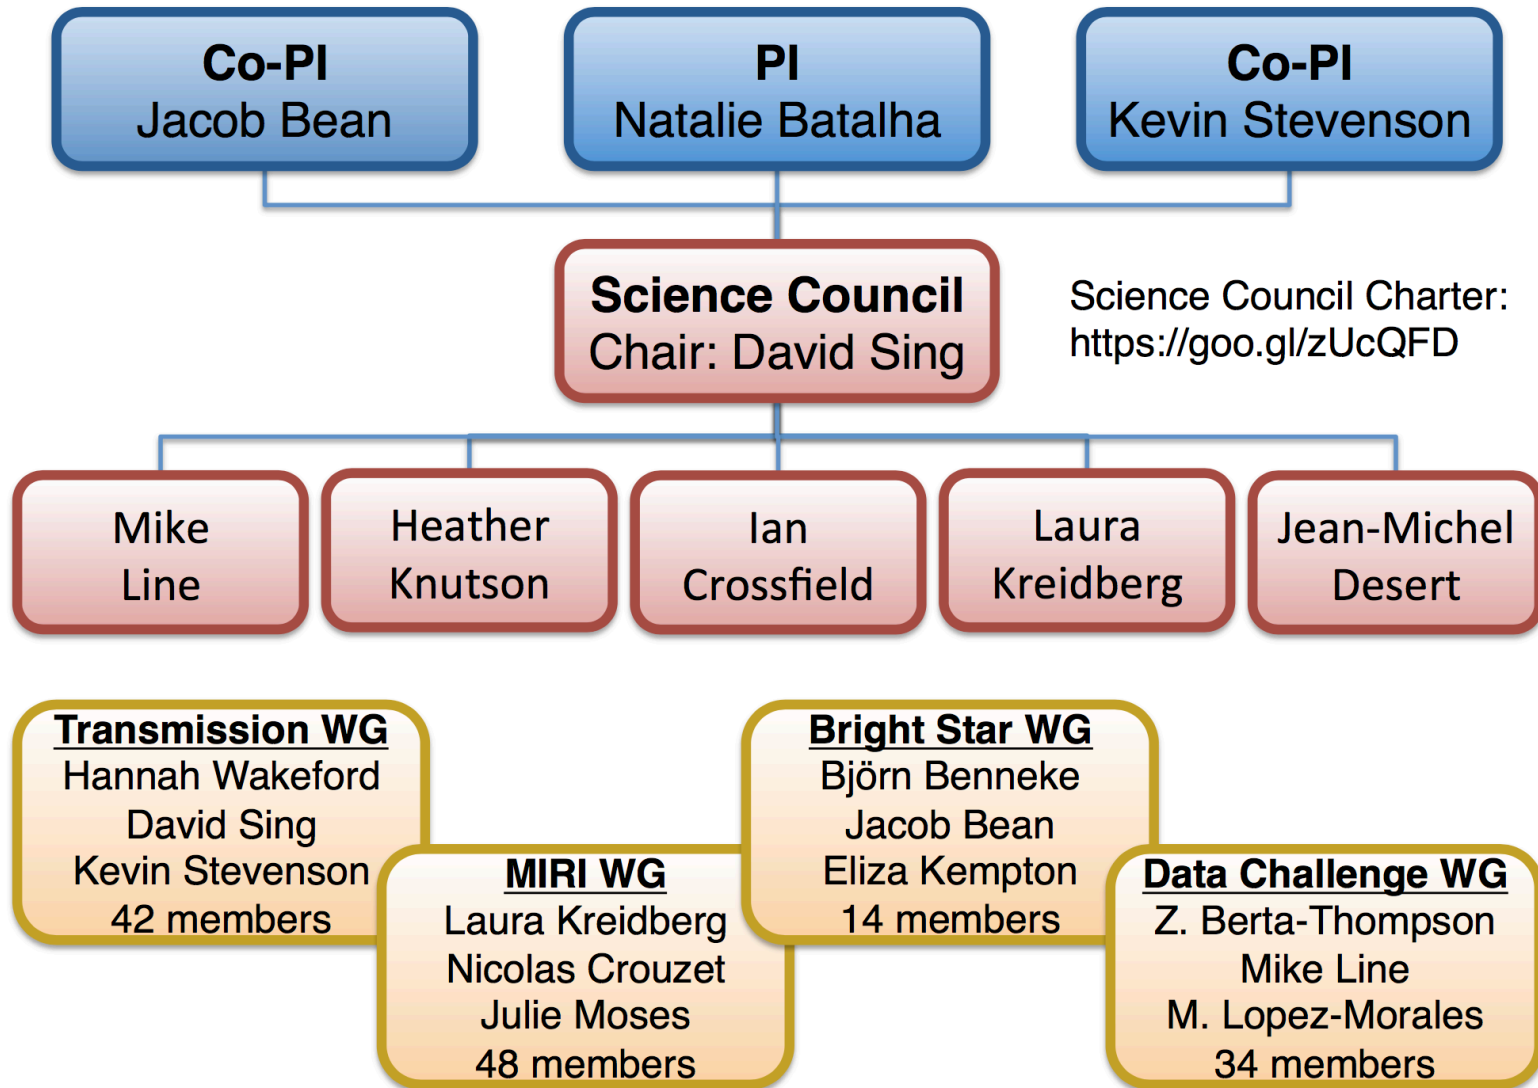 Co-PI
Jacob Bean
PI
Natalie Batalha
Co-PI
Kevin Stevenson
Science Council
Chair: David Sing
Science Council Charter:
https://goo.gl/zUcQFD
Mike
Line
Heather
Knutson
Ian
Crossfield
Laura
Kreidberg
Jean-Michel
Desert
Transmission WG
Hannah Wakeford
David Sing
Kevin Stevenson
42 members
MIRI WG
Laura Kreidberg
Nicolas Crouzet
Julie Moses
48 members
Bright Star WG
Björn Benneke
Jacob Bean
Eliza Kempton
14 members
Data Challenge WG
Z. Berta-Thompson
Mike Line
M. Lopez-Morales
34 members